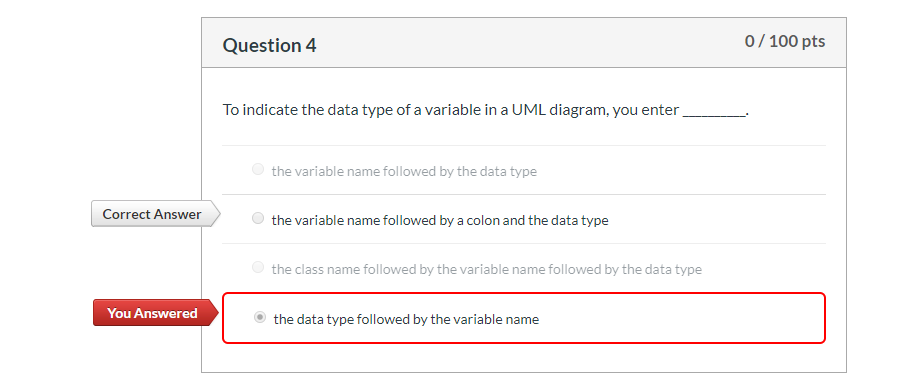 Question 4
0 / 100 pts
To indicate the data type of a variable in a UML diagram, you enter __________.
the variable name followed by the data type
Correct Answer
the variable name followed by a colon and the data type
the class name followed by the variable name followed by the data type
You Answered
the data type followed by the variable name